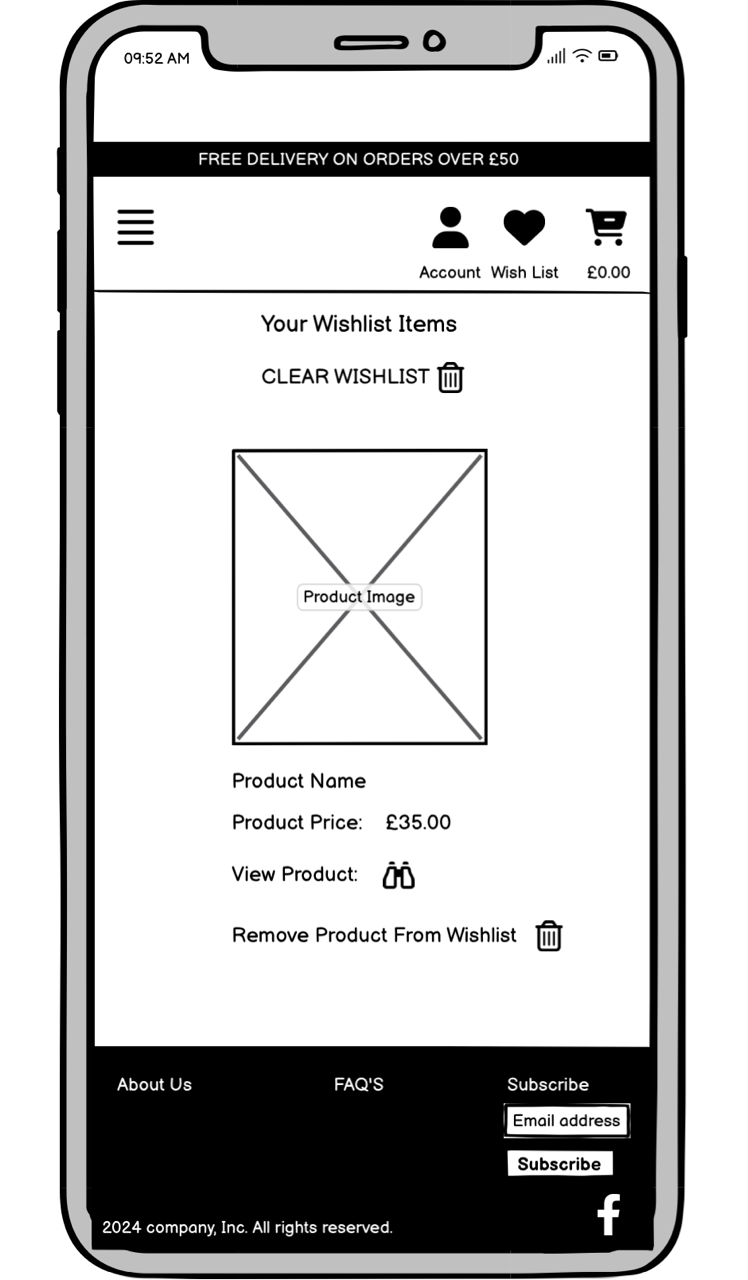 09:52 AM
FREE DELIVERY ON ORDERS OVER £50
Account Wish List £0.00
Your Wishlist Items
CLEAR WISHLIST
Product Image
Product Name
Product Price: £35.00
View Product:
Remove Product From Wishlist
About Us FAQ'S Subscribe
Email address
Subscribe
2024 company, Inc. All rights reserved.